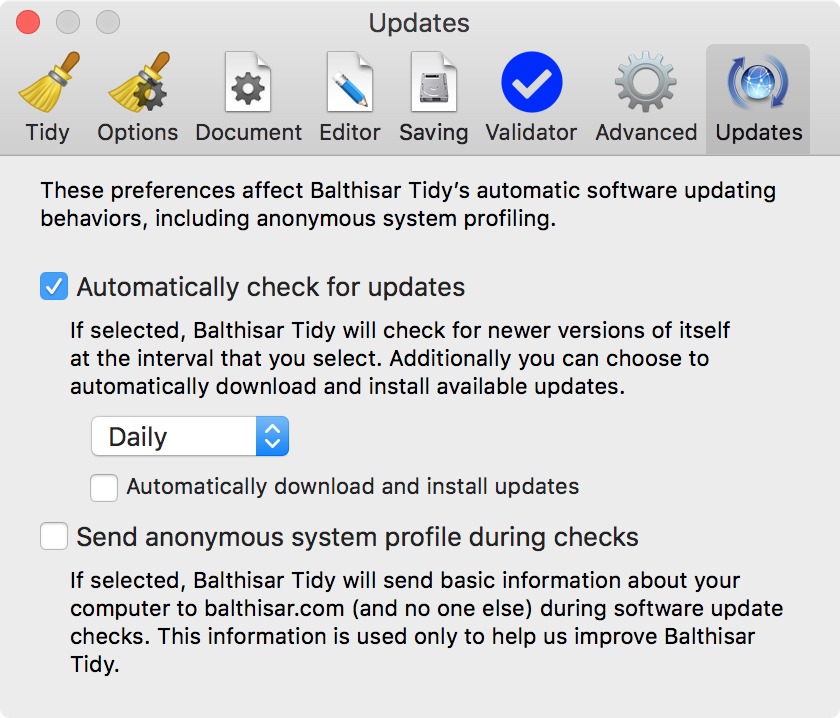 Updates
Tidy Options Document Editor Saving Validator Advanced Updates
These preferences affect Balthisar Tidy’s automatic software updating
behaviors, including anonymous system profiling.
Automatically check for updates
If selected, Balthisar Tidy will check for newer versions of itself
at the interval that you select. Additionally you can choose to
automatically download and install available updates.
Daily
Automatically download and install updates
Send anonymous system profile during checks
If selected, Balthisar Tidy will send basic information about your
computer to balthisar.com (and no one else) during software update
checks. This information is used only to help us improve Balthisar
Tidy.